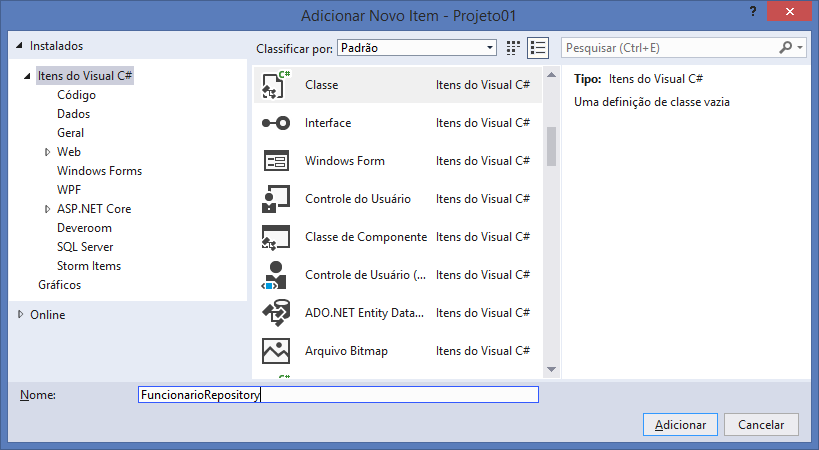 Adicionar Novo Item - Projeto01
?
Instalados
Itens do Visual C#
Código
Dados
Geral
Web
Windows Forms
WPF
ASP.NET Core
Deveroom
SQL Server
Storm Items
Gráficos
Online
Classificar por: Padrão
Classe Itens do Visual C#
Interface Itens do Visual C#
Windows Form Itens do Visual C#
Controle do Usuário Itens do Visual C#
Classe de Componente Itens do Visual C#
Controle de Usuário (... Itens do Visual C#
ADO.NET Entity Data... Itens do Visual C#
Arquivo Bitmap Itens do Visual C#
Pesquisar (Ctrl+E)
Tipo: Itens do Visual C#
Uma definição de classe vazia
Nome: FuncionarioRepository
Adicionar Cancelar